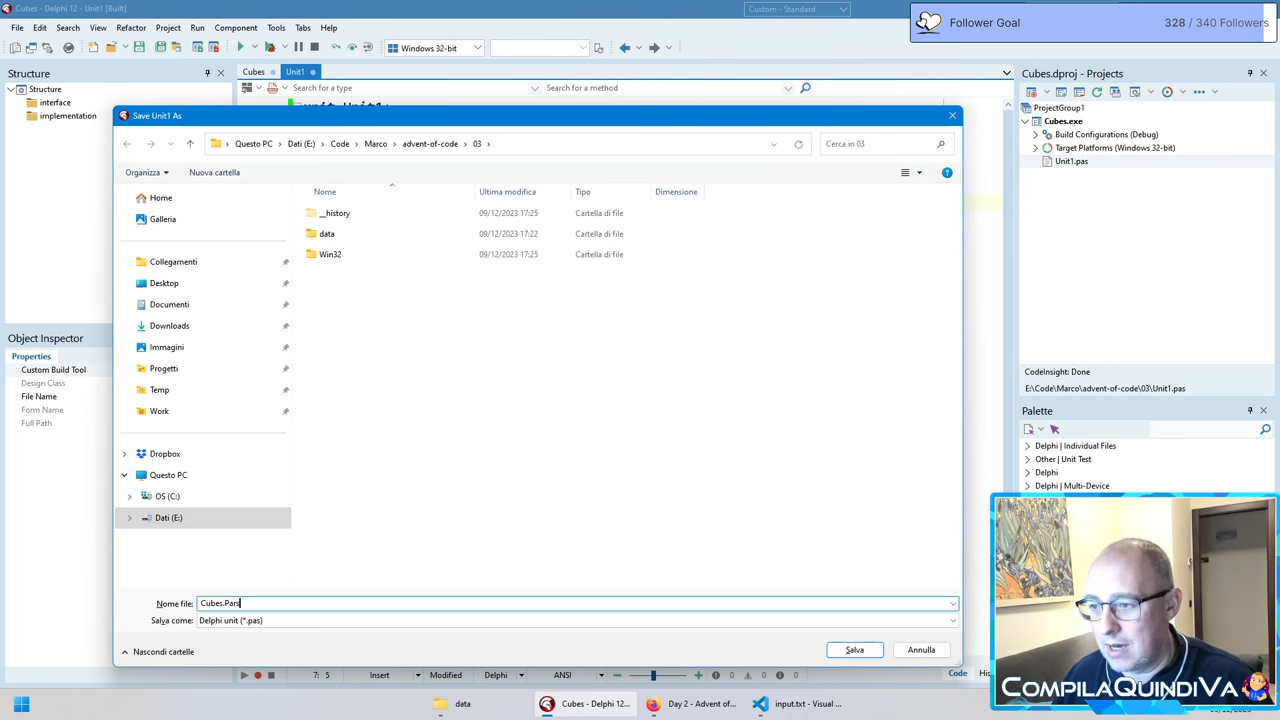 Cubes - Delphi 12 - Unit1 [Built]
Custom - Standard
Follower Goal 328 / 340 Followers
File Edit Search View Refactor Project Run Component Tools Tabs Help
Windows 32-bit
Structure
Structure
interface
implementation
Cubes Unit1
Search for a type Search for a method
unit Unit1;
Cubes.dproj - Projects
ProjectGroup1
Cubes.exe
Build Configurations (Debug)
Target Platforms (Windows 32-bit)
Unit1.pas
CodeInsight: Done
E:\Code\Marco\advent-of-code\03\Unit1.pas
Palette
Delphi | Individual Files
Other | Unit Test
Delphi
Delphi | Multi-Device
Object Inspector
Properties
Custom Build Tool
Design Class
File Name
Form Name
Full Path
Save Unit1 As
Questo PC > Dati (E:) > Code > Marco > advent-of-code > 03 >
Cerca in 03
Organizza Nuova cartella
Home
Galleria
Collegamenti
Desktop
Documenti
Downloads
Immagini
Progetti
Temp
Work
Dropbox
Questo PC
OS (C:)
Dati (E:)
Nome Ultima modifica Tipo Dimensione
__history 09/12/2023 17:25 Cartella di file
data 09/12/2023 17:22 Cartella di file
Win32 09/12/2023 17:25 Cartella di file
Nome file: Cubes.Pars
Salva come: Delphi unit (*.pas)
Nascondi cartelle
Salva Annulla
7: 5 Insert Modified Delphi ANSI 0 0 0
Code His
data
Cubes - Delphi 12...
Day 2 - Advent of...
input.txt - Visual ...
CompilaQuindiVa